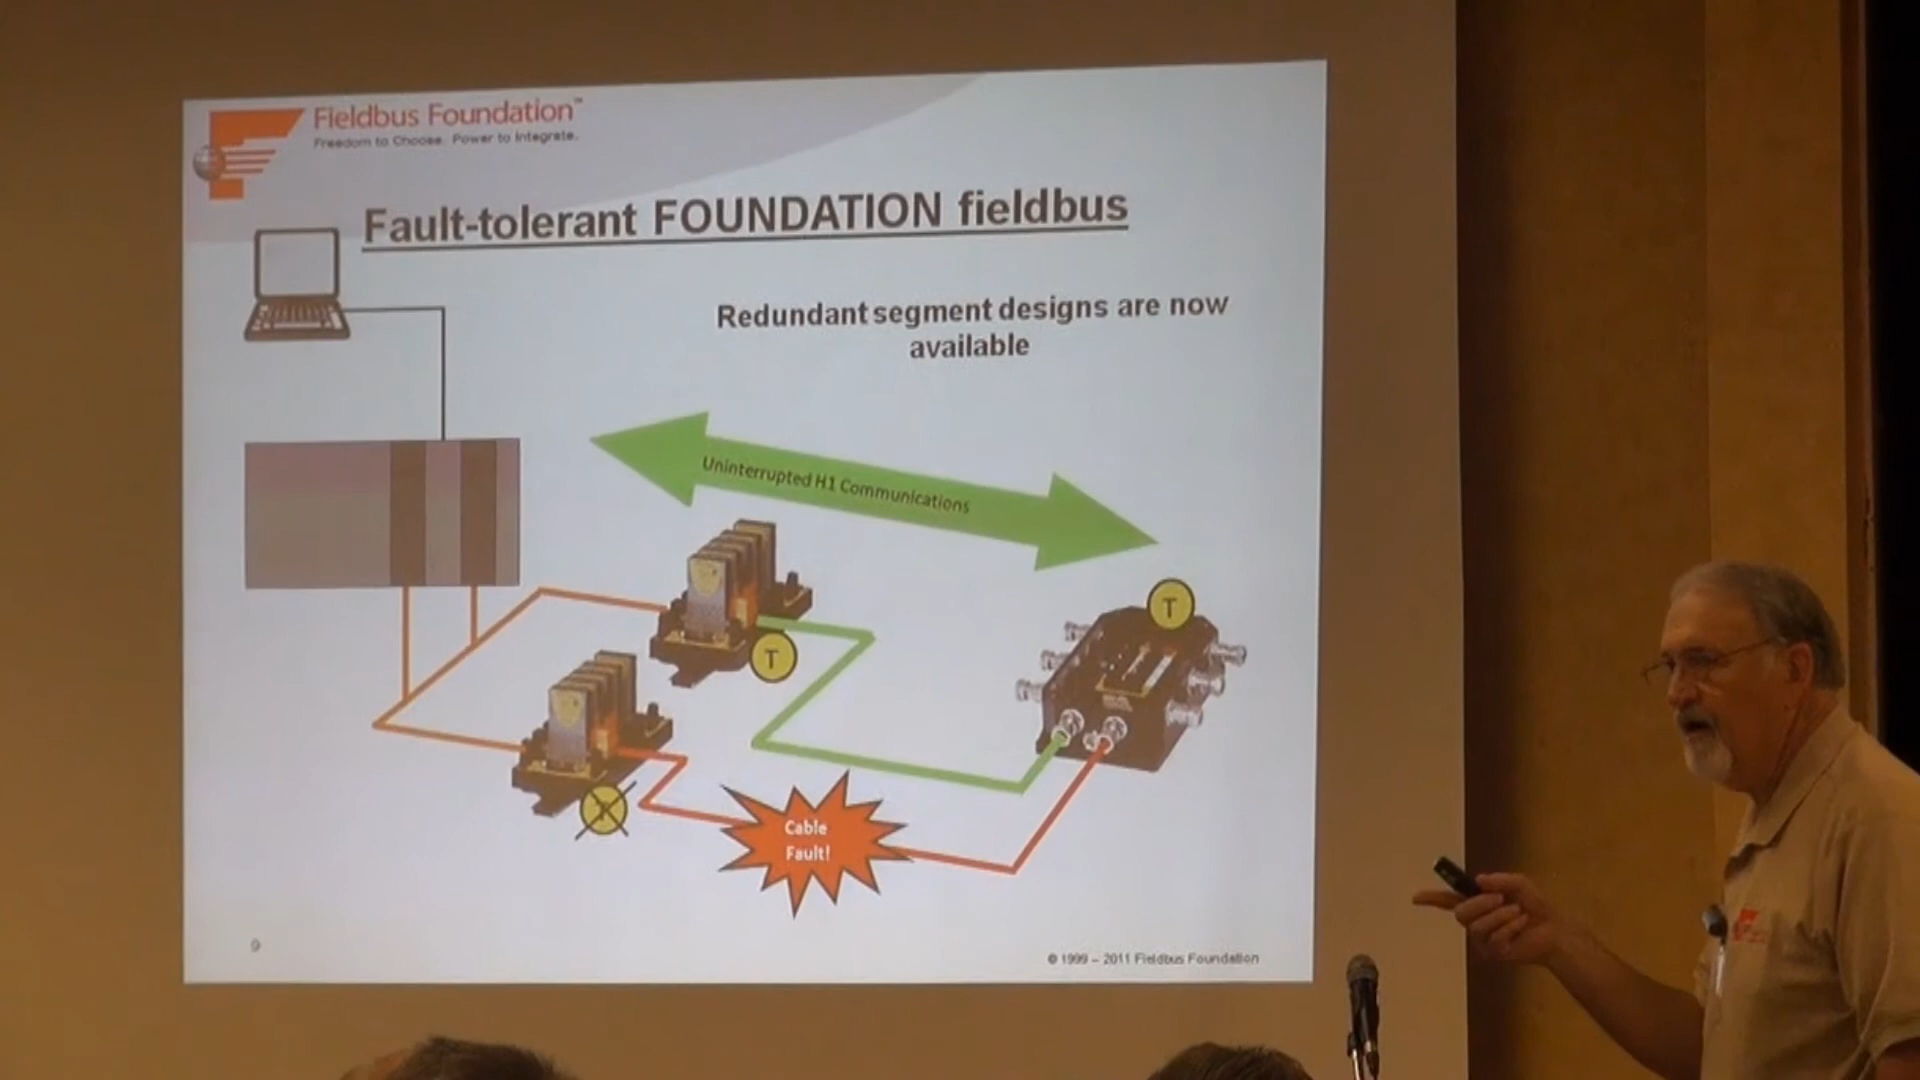 Fieldbus Foundation™
Freedom to Choose. Power to Integrate.
Fault-tolerant FOUNDATION fieldbus
Redundant segment designs are now
available
Uninterrupted H1 Communications
T
T
Cable
Fault!
9
© 1999 – 2011 Fieldbus Foundation